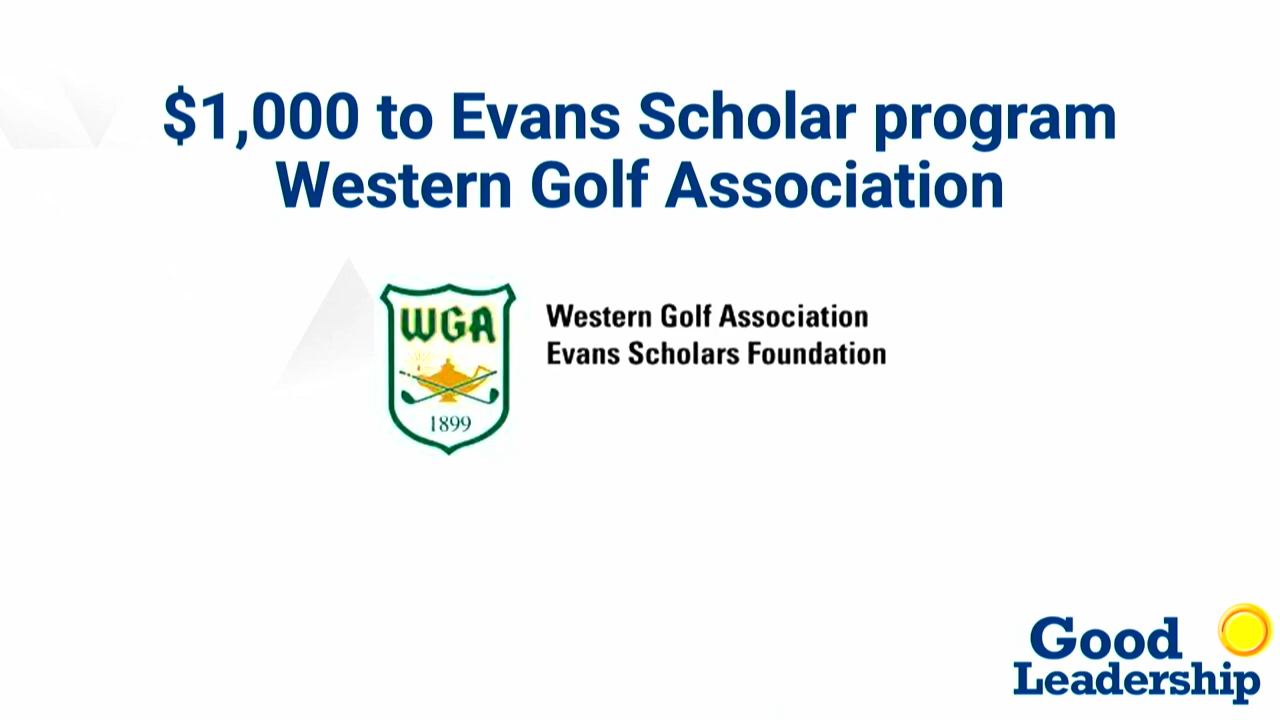 $1,000 to Evans Scholar program
Western Golf Association
WGA
1899
Western Golf Association
Evans Scholars Foundation
Good
Leadership